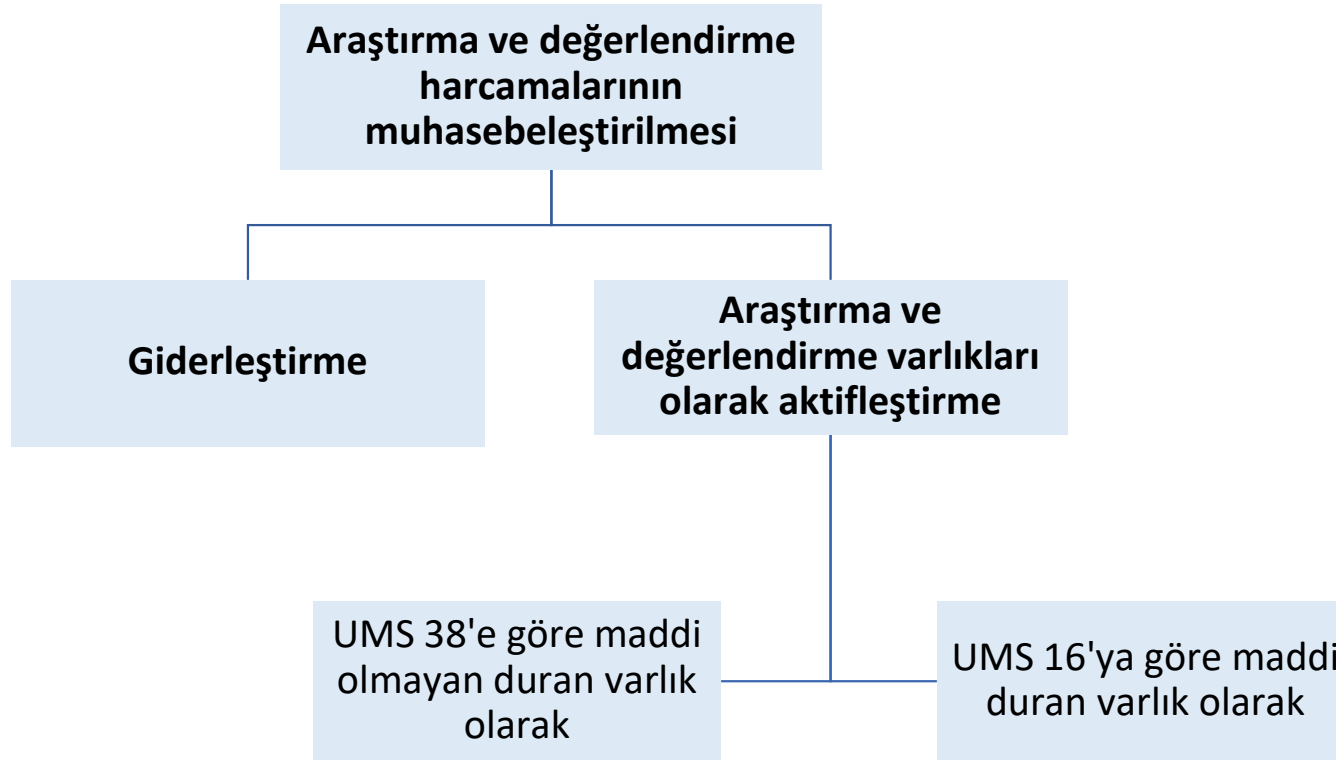 Araştırma ve değerlendirme
harcamalarının
muhasebeleştirilmesi
Giderleştirme
Araştırma ve
değerlendirme varlıkları
olarak aktifleştirme
UMS 38'e göre maddi
olmayan duran varlık
olarak
UMS 16'ya göre maddi
duran varlık olarak